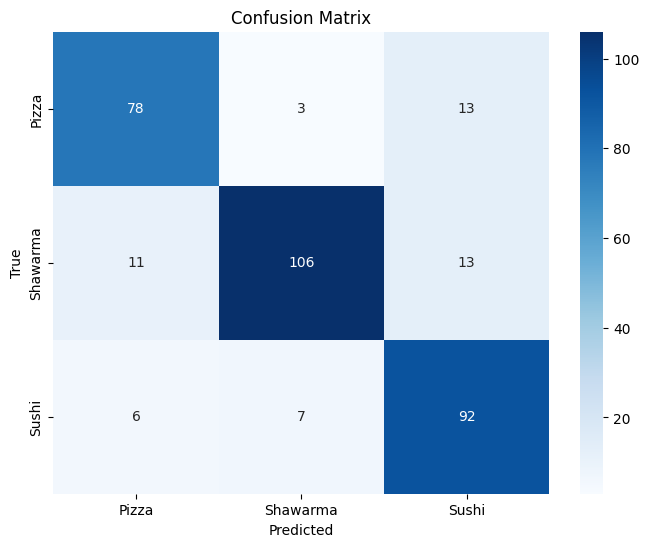 Confusion Matrix
Pizza
78
3
13
100
80
True
Shawarma
11
106
13
60
40
Sushi
6
7
92
20
Pizza
Shawarma
Sushi
Predicted